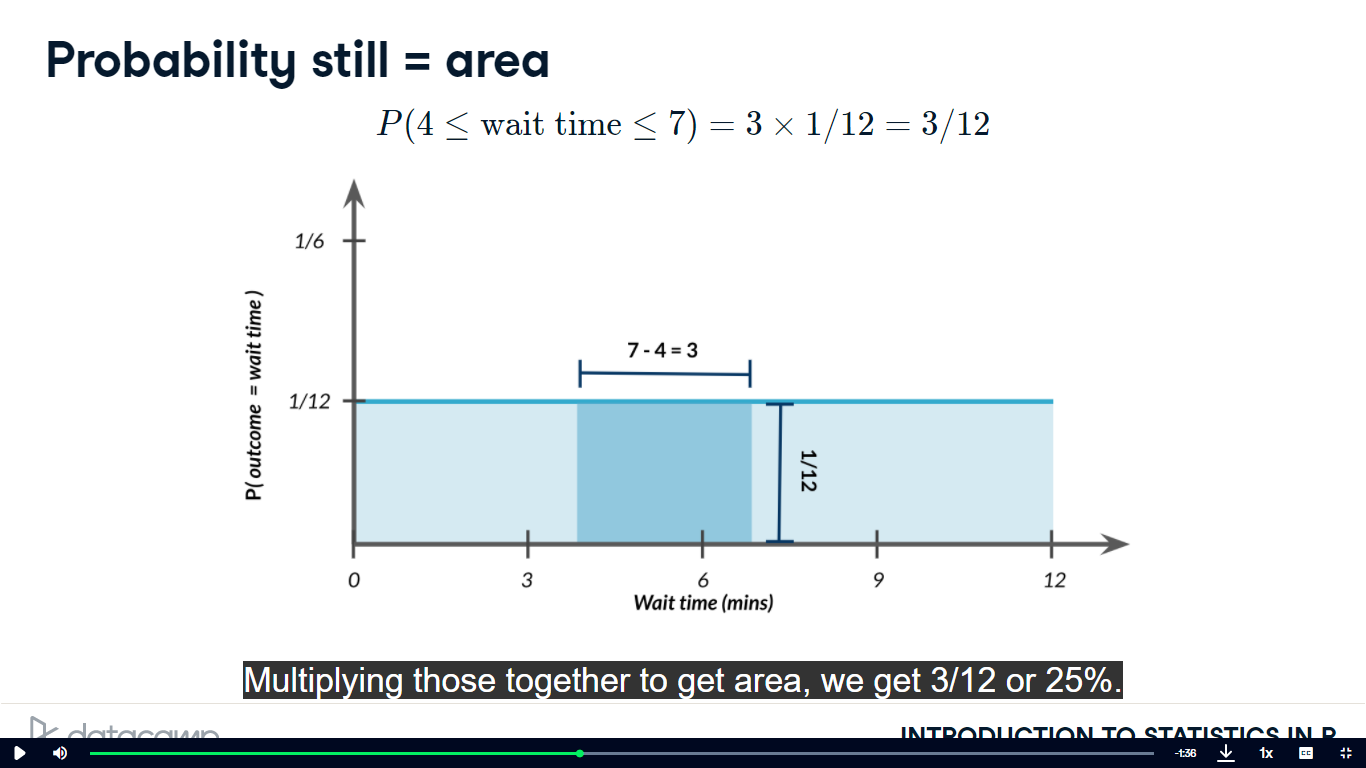 Probability still = area
P(4 ≤ wait time ≤ 7) = 3 × 1/12 = 3/12
1/6
7 - 4 = 3
P( outcome = wait time )
1/12
1/12
0 3 6 9 12
Wait time (mins)
Multiplying those together to get area, we get 3/12 or 25%.
datacamp INTRODUCTION TO STATISTICS IN R
-1:36 1x CC